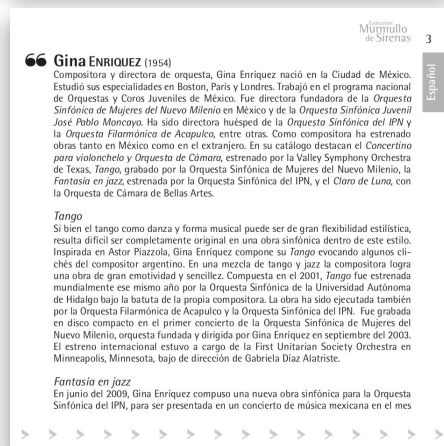 Colección
Murmullo
de Sirenas
3
Español
Gina ENRIQUEZ (1954)
Compositora y directora de orquesta, Gina Enríquez nació en la Ciudad de México.
Estudió sus especialidades en Boston, París y Londres. Trabajó en el programa nacional
de Orquestas y Coros Juveniles de México. Fue directora fundadora de la Orquesta
Sinfónica de Mujeres del Nuevo Milenio en México y de la Orquesta Sinfónica Juvenil
José Pablo Moncayo. Ha sido directora huésped de la Orquesta Sinfónica del IPN y
la Orquesta Filarmónica de Acapulco, entre otras. Como compositora ha estrenado
obras tanto en México como en el extranjero. En su catálogo destacan el Concertino
para violonchelo y Orquesta de Cámara, estrenado por la Valley Symphony Orchestra
de Texas, Tango, grabado por la Orquesta Sinfónica de Mujeres del Nuevo Milenio, la
Fantasía en jazz, estrenada por la Orquesta Sinfónica del IPN, y el Claro de Luna, con
la Orquesta de Cámara de Bellas Artes.
Tango
Si bien el tango como danza y forma musical puede ser de gran flexibilidad estilística,
resulta difícil ser completamente original en una obra sinfónica dentro de este estilo.
Inspirada en Astor Piazzola, Gina Enríquez compone su Tango evocando algunos cli-
chés del compositor argentino. En una mezcla de tango y jazz la compositora logra
una obra de gran emotividad y sencillez. Compuesta en el 2001, Tango fue estrenada
mundialmente ese mismo año por la Orquesta Sinfónica de la Universidad Autónoma
de Hidalgo bajo la batuta de la propia compositora. La obra ha sido ejecutada también
por la Orquesta Filarmónica de Acapulco y la Orquesta Sinfónica del IPN. Fue grabada
en disco compacto en el primer concierto de la Orquesta Sinfónica de Mujeres del
Nuevo Milenio, orquesta fundada y dirigida por Gina Enríquez en septiembre del 2003.
El estreno internacional estuvo a cargo de la First Unitarian Society Orchestra en
Minneapolis, Minnesota, bajo de dirección de Gabriela Díaz Alatriste.
Fantasía en jazz
En junio del 2009, Gina Enríquez compuso una nueva obra sinfónica para la Orquesta
Sinfónica del IPN, para ser presentada en un concierto de música mexicana en el mes